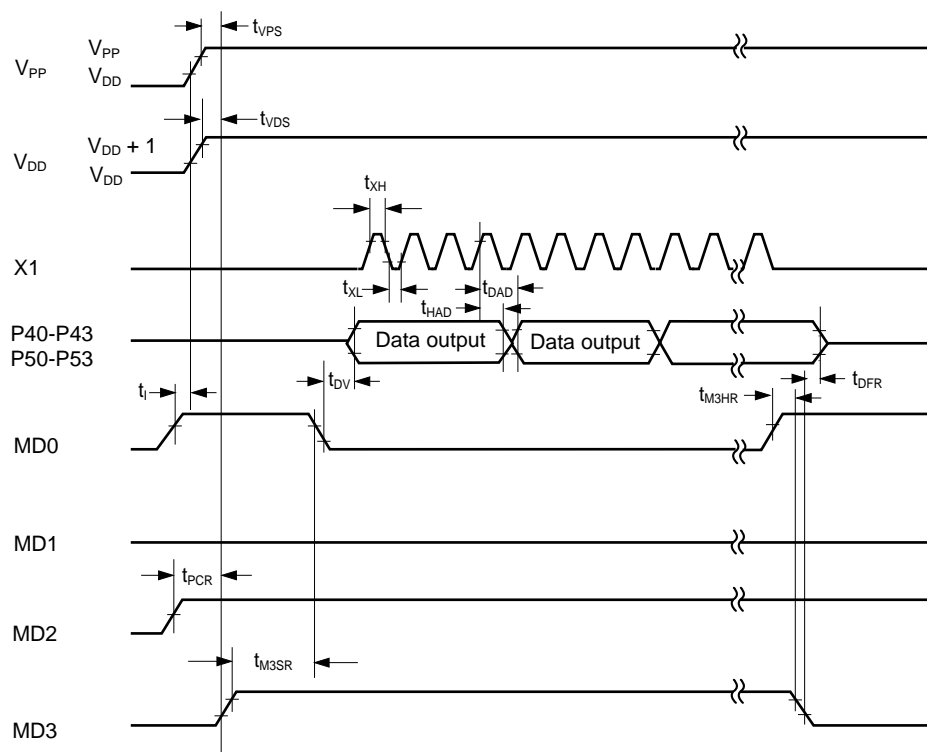 tVPS
VPP
VPP
VDD
tVDS
VDD
VDD + 1
VDD
tXH
X1
tXL
tDAD
tHAD
P40-P43
P50-P53
Data output
Data output
tI
tDV
tM3HR
tDFR
MD0
MD1
tPCR
MD2
tM3SR
MD3